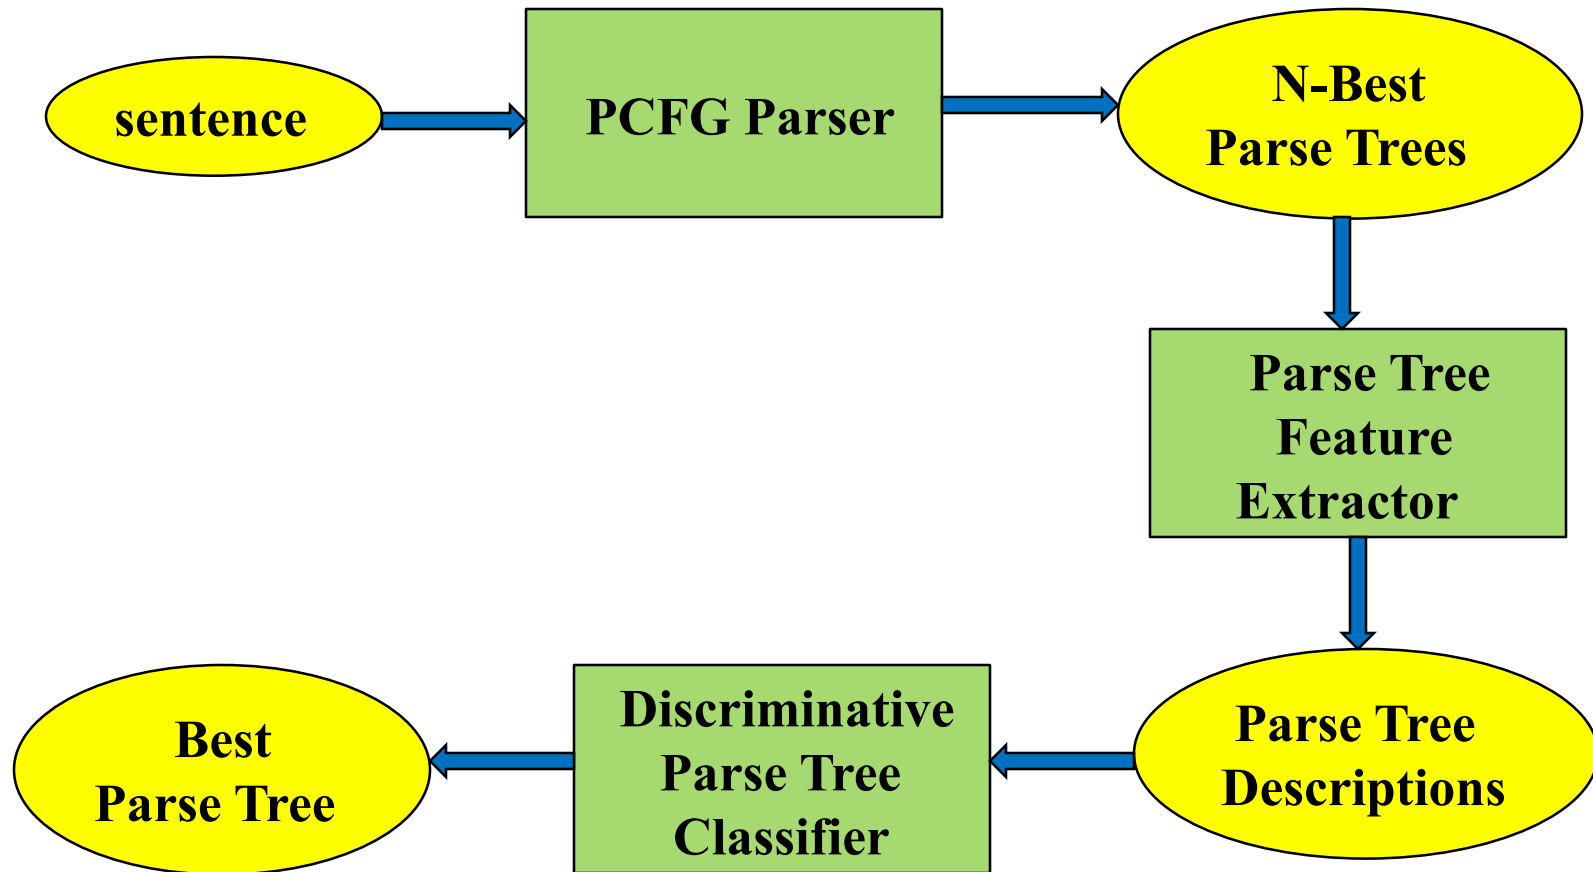 sentence
PCFG Parser
N-Best
Parse Trees
Parse Tree
Feature
Extractor
Parse Tree
Descriptions
Discriminative
Parse Tree
Classifier
Best
Parse Tree